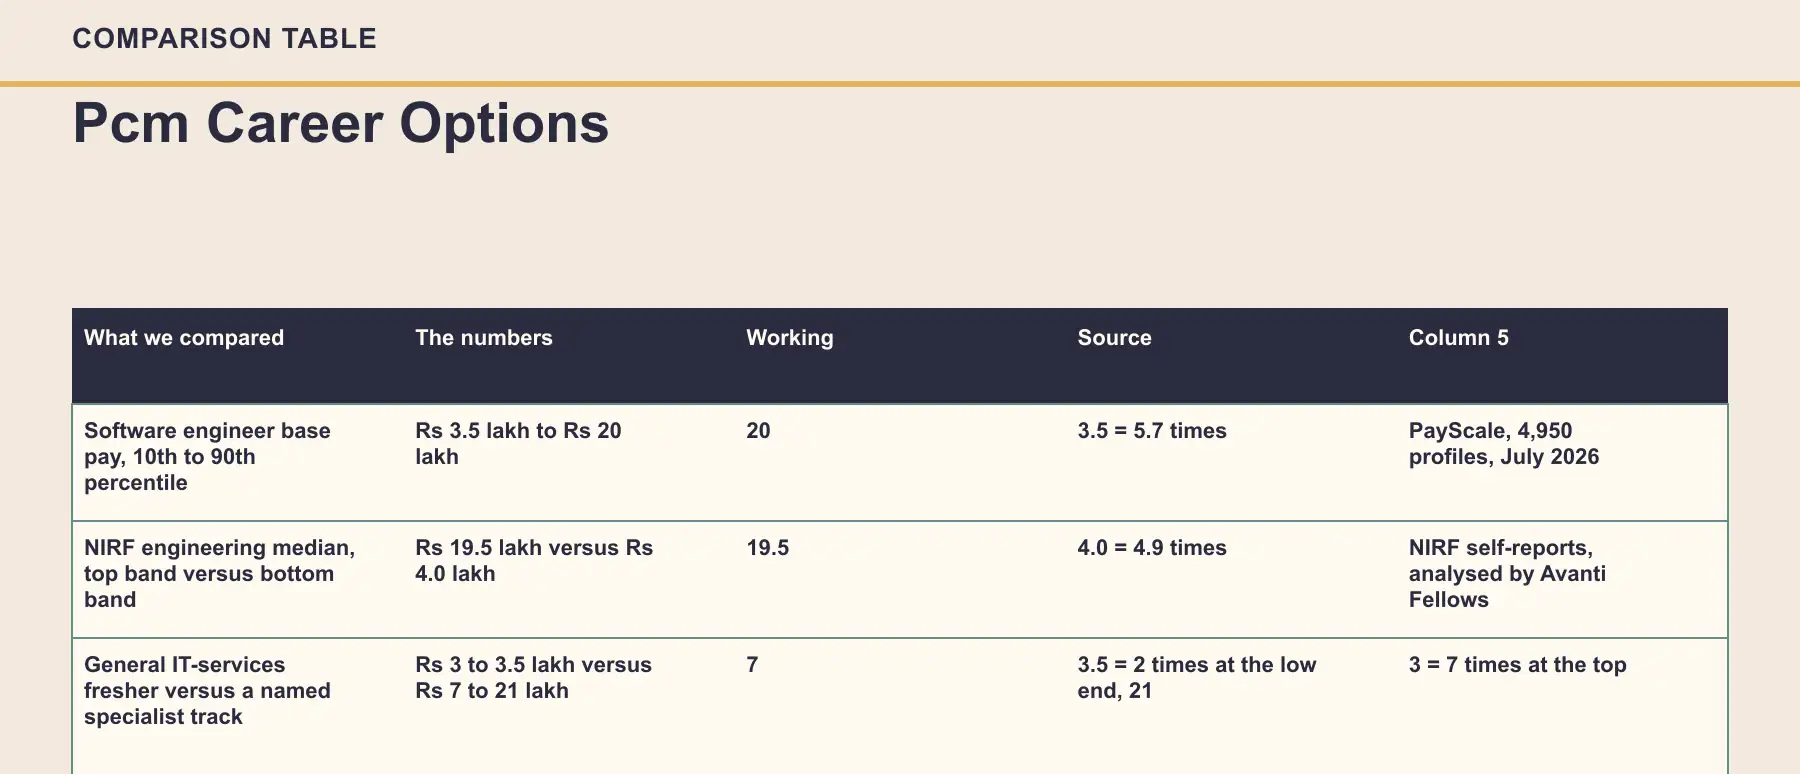 COMPARISON TABLE
Pcm Career Options
What we compared
The numbers
Working
Source
Column 5
Software engineer base
pay, 10th to 90th
percentile
Rs 3.5 lakh to Rs 20
lakh
20
3.5 = 5.7 times
PayScale, 4,950
profiles, July 2026
NIRF engineering median,
top band versus bottom
band
Rs 19.5 lakh versus Rs
4.0 lakh
19.5
4.0 = 4.9 times
NIRF self-reports,
analysed by Avanti
Fellows
General IT-services
fresher versus a named
specialist track
Rs 3 to 3.5 lakh versus
Rs 7 to 21 lakh
7
3.5 = 2 times at the low
end, 21
3 = 7 times at the top